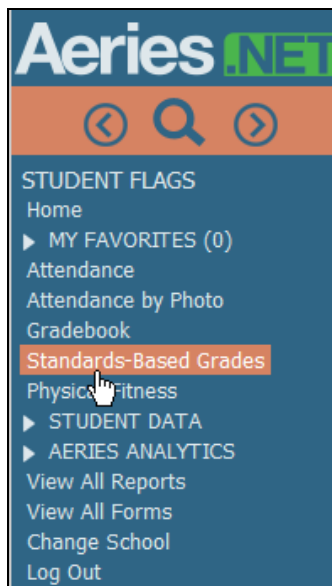 Aeries .NET
STUDENT FLAGS
Home
MY FAVORITES (0)
Attendance
Attendance by Photo
Gradebook
Standards-Based Grades
Physical Fitness
STUDENT DATA
AERIES ANALYTICS
View All Reports
View All Forms
Change School
Log Out